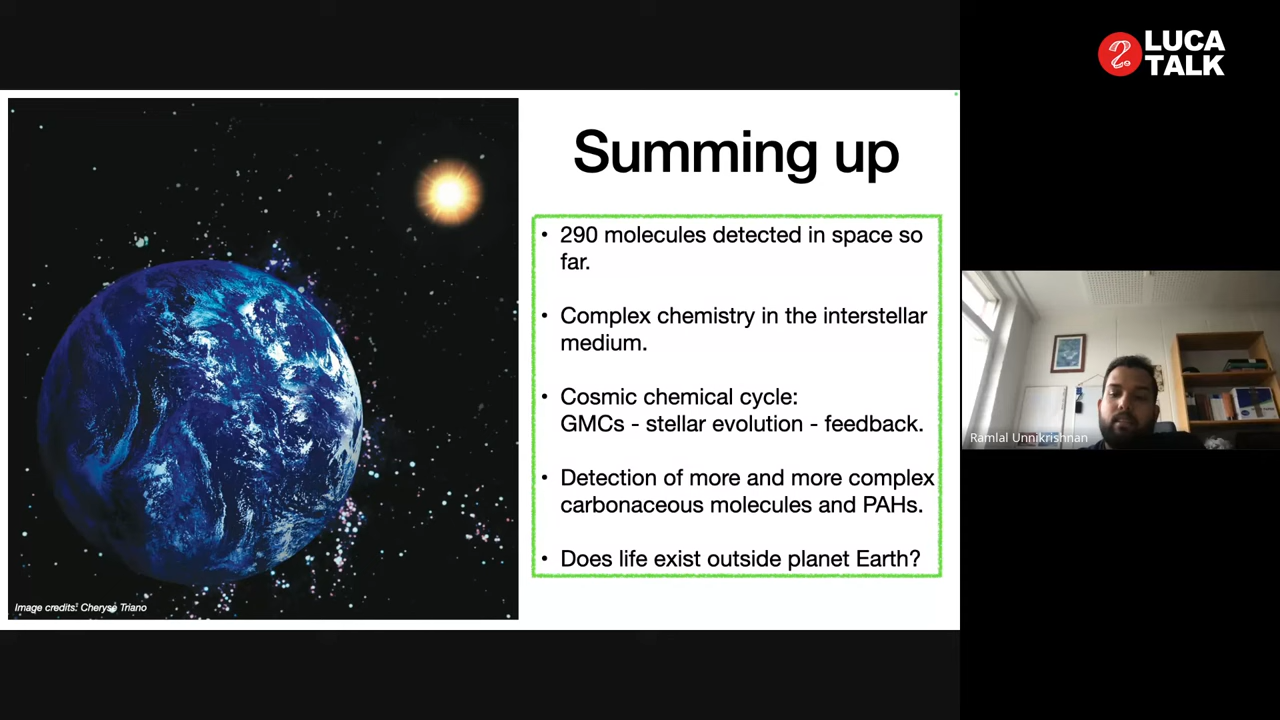 LUCA
TALK
Summing up
• 290 molecules detected in space so
far.
• Complex chemistry in the interstellar
medium.
• Cosmic chemical cycle:
GMCs - stellar evolution - feedback.
• Detection of more and more complex
carbonaceous molecules and PAHs.
• Does life exist outside planet Earth?
Image credits: Cheryse Triano
Ramlal Unnikrishnan